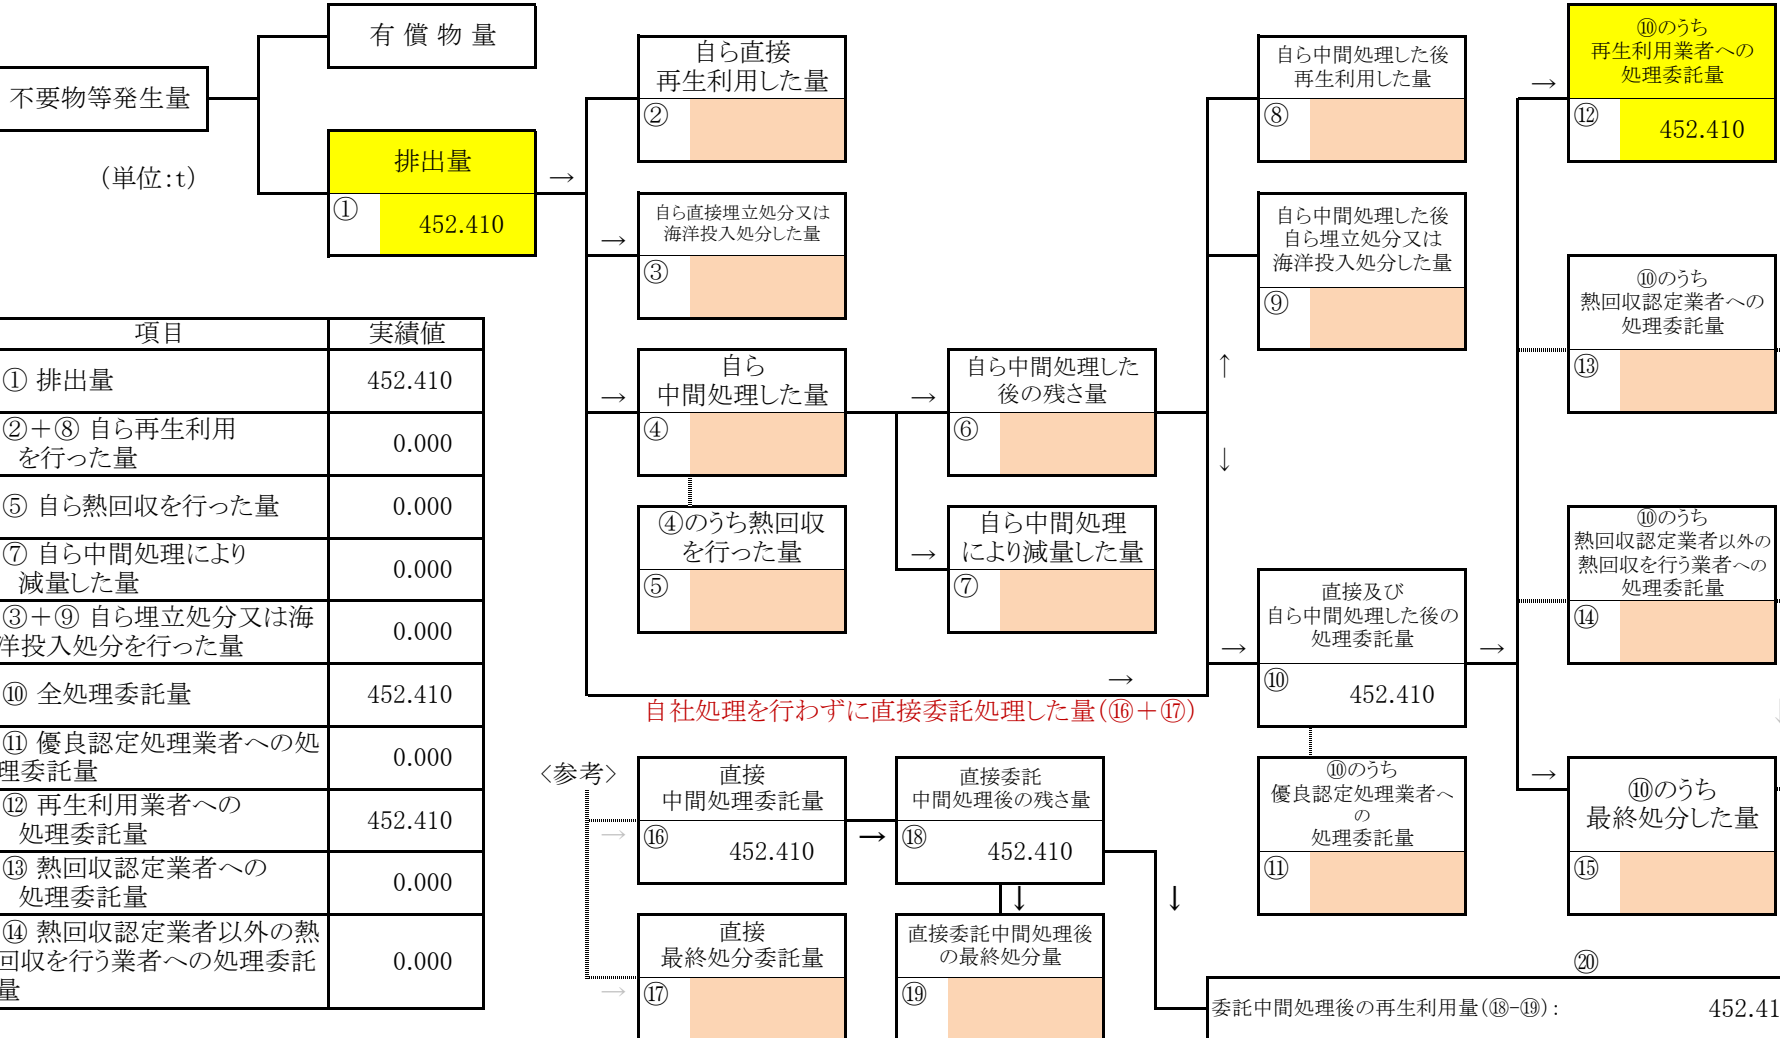 有 償 物 量
不要物等発生量
（単位:t）
排出量
①
452.410
→
自ら直接
再生利用した量
②
→
自ら直接埋立処分又は
海洋投入処分した量
③
→
自ら
中間処理した量
④
④のうち熱回収
を行った量
⑤
→
自ら中間処理した
後の残さ量
⑥
→
自ら中間処理
により減量した量
⑦
↑
↓
自ら中間処理した後
再生利用した量
⑧
自ら中間処理した後
自ら埋立処分又は
海洋投入処分した量
⑨
→
直接及び
自ら中間処理した後の
処理委託量
⑩
452.410
⑩のうち
優良認定処理業者へ
の
処理委託量
⑪
→
→
⑩のうち
再生利用業者への
処理委託量
⑫
452.410
⑩のうち
熱回収認定業者への
処理委託量
⑬
⑩のうち
熱回収認定業者以外の
熱回収を行う業者への
処理委託量
⑭
→
⑩のうち
最終処分した量
⑮
→
自社処理を行わずに直接委託処理した量（⑯＋⑰）
項目 実績値
① 排出量 452.410
②＋⑧ 自ら再生利用
を行った量
0.000
⑤ 自ら熱回収を行った量 0.000
⑦ 自ら中間処理により
減量した量
0.000
③＋⑨ 自ら埋立処分又は海
洋投入処分を行った量
0.000
⑩ 全処理委託量 452.410
⑪ 優良認定処理業者への処
理委託量
0.000
⑫ 再生利用業者への
処理委託量
452.410
⑬ 熱回収認定業者への
処理委託量
0.000
⑭ 熱回収認定業者以外の熱
回収を行う業者への処理委託
量
0.000
〈参考〉
→
直接
中間処理委託量
⑯
452.410
→
直接委託
中間処理後の残さ量
⑱
452.410
↓
↓
→
直接
最終処分委託量
⑰
直接委託中間処理後
の最終処分量
⑲
⑳
委託中間処理後の再生利用量（⑱-⑲）: 452.41